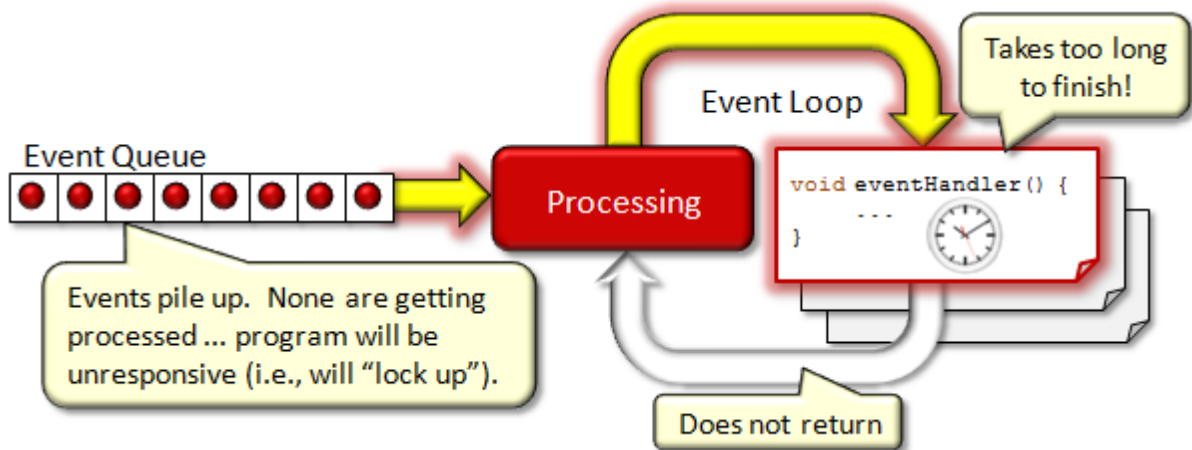 Takes too long
to finish!
Event Loop
Event Queue
Processing
void eventHandler() {
...
}
Events pile up. None are getting
processed ... program will be
unresponsive (i.e., will “lock up”).
Does not return